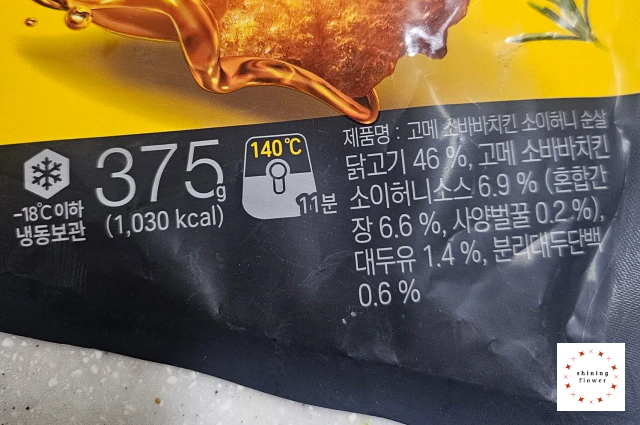 -18℃ 이하
냉동보관
375g
(1,030 kcal)
140℃
11분
제품명 : 고메 소바바치킨 소이허니 순살
닭고기 46 %, 고메 소바바치킨
소이허니소스 6.9 % (혼합간
장 6.6 %, 사양벌꿀 0.2 %),
대두유 1.4 %, 분리대두단백
0.6 %
shining
flower